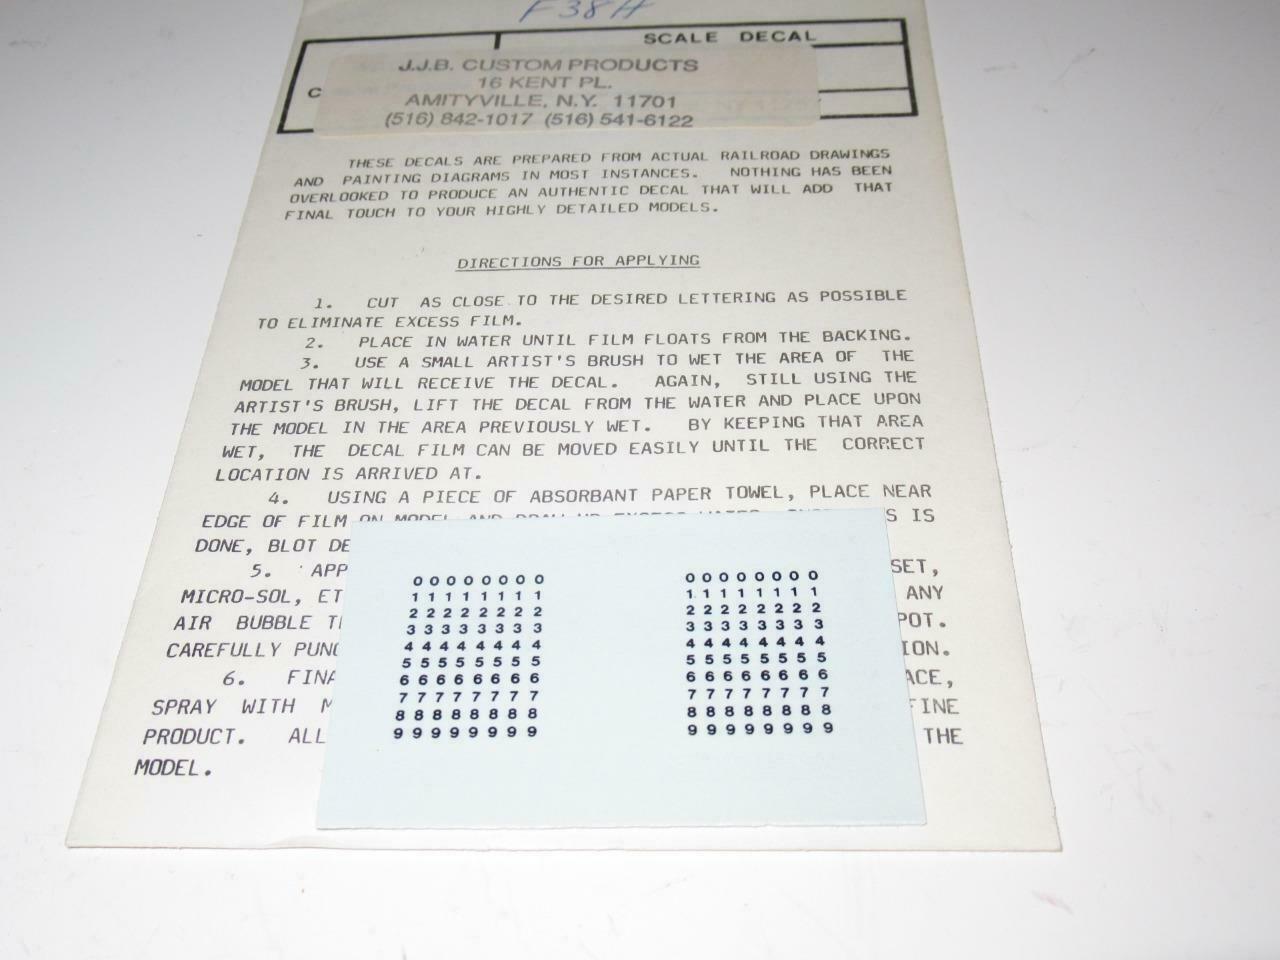 F38H
SCALE DECAL
C
J.J.B. CUSTOM PRODUCTS
16 KENT PL.
AMITYVILLE, N.Y. 11701
(516) 842-1017 (516) 541-6122
THESE DECALS ARE PREPARED FROM ACTUAL RAILROAD DRAWINGS
AND PAINTING DIAGRAMS IN MOST INSTANCES. NOTHING HAS BEEN
OVERLOOKED TO PRODUCE AN AUTHENTIC DECAL THAT WILL ADD THAT
FINAL TOUCH TO YOUR HIGHLY DETAILED MODELS.
DIRECTIONS FOR APPLYING
1. CUT AS CLOSE TO THE DESIRED LETTERING AS POSSIBLE
TO ELIMINATE EXCESS FILM.
2. PLACE IN WATER UNTIL FILM FLOATS FROM THE BACKING.
3. USE A SMALL ARTIST'S BRUSH TO WET THE AREA OF THE
MODEL THAT WILL RECEIVE THE DECAL. AGAIN, STILL USING THE
ARTIST'S BRUSH, LIFT THE DECAL FROM THE WATER AND PLACE UPON
THE MODEL IN THE AREA PREVIOUSLY WET. BY KEEPING THAT AREA
WET, THE DECAL FILM CAN BE MOVED EASILY UNTIL THE CORRECT
LOCATION IS ARRIVED AT.
4. USING A PIECE OF ABSORBANT PAPER TOWEL, PLACE NEAR
EDGE OF FILM ON MODEL AND DRAW UP EXCESS WATER. S IS
DONE, BLOT DE
5. APP SET,
MICRO-SOL, ET ANY
AIR BUBBLE T POT.
CAREFULLY PUNC ION.
6. FINA ACE,
SPRAY WITH M FINE
PRODUCT. ALL THE
MODEL.
0 0 0 0 0 0 0 0 0 0 0 0 0 0 0 0
1 1 1 1 1 1 1 1 1 1 1 1 1 1 1 1
2 2 2 2 2 2 2 2 2 2 2 2 2 2 2 2
3 3 3 3 3 3 3 3 3 3 3 3 3 3 3 3
4 4 4 4 4 4 4 4 4 4 4 4 4 4 4 4
5 5 5 5 5 5 5 5 5 5 5 5 5 5 5 5
6 6 6 6 6 6 6 6 6 6 6 6 6 6 6 6
7 7 7 7 7 7 7 7 7 7 7 7 7 7 7 7
8 8 8 8 8 8 8 8 8 8 8 8 8 8 8 8
9 9 9 9 9 9 9 9 9 9 9 9 9 9 9 9